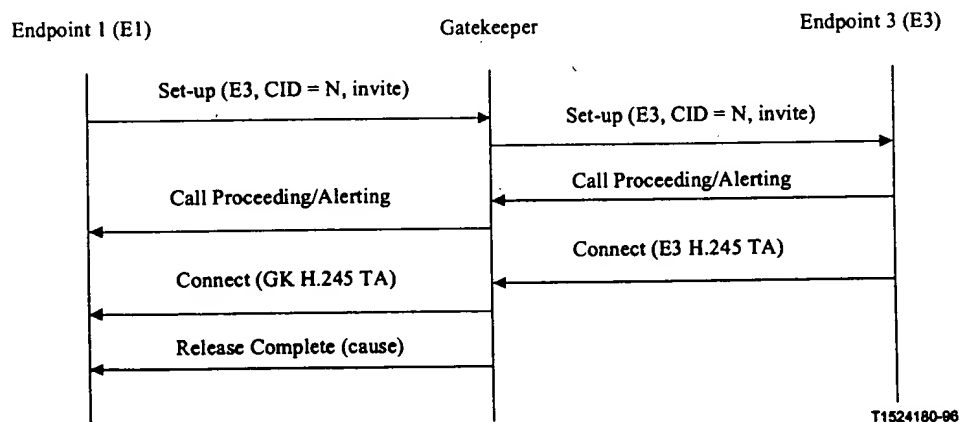 Endpoint 1 (E1)
Gatekeeper
Endpoint 3 (E3)
Set-up (E3, CID = N, invite)
Set-up (E3, CID = N, invite)
Call Proceeding/Alerting
Call Proceeding/Alerting
Connect (E3 H.245 TA)
Connect (GK H.245 TA)
Release Complete (cause)
T1524180-96